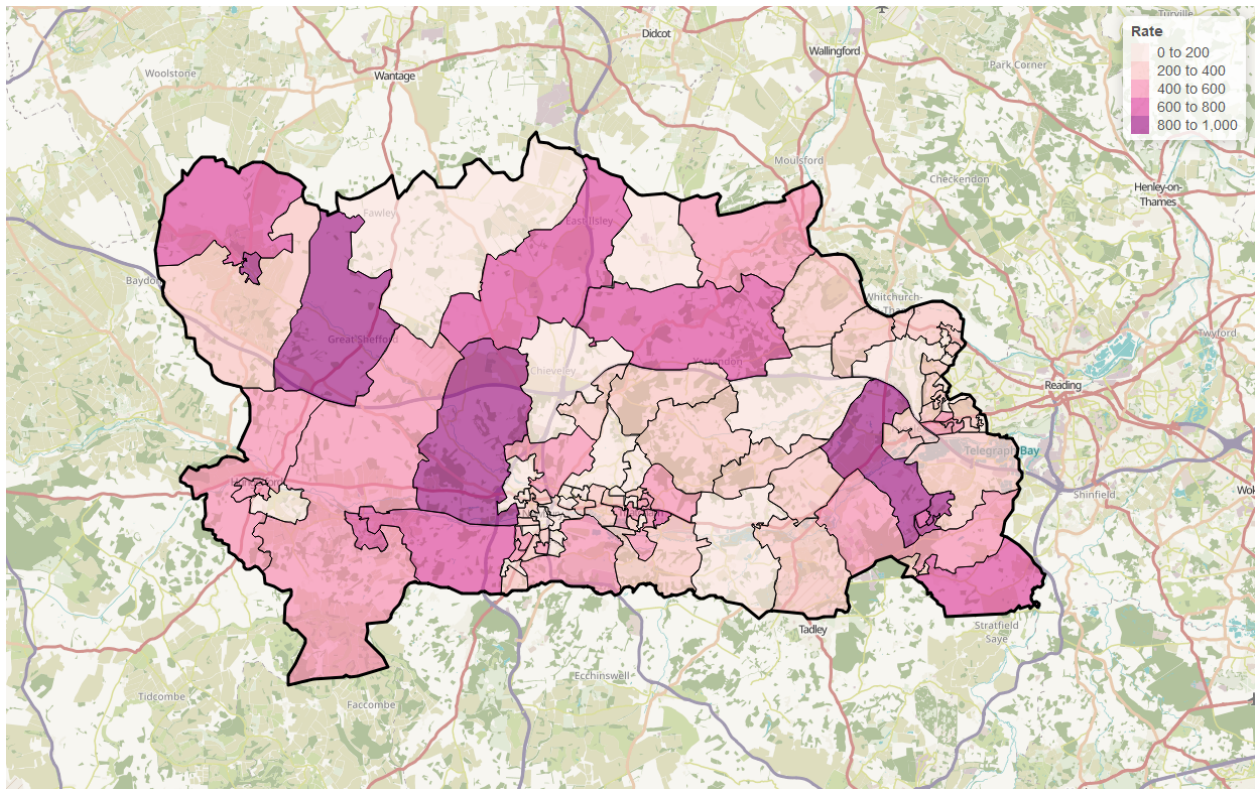 Turville
Rate
0 to 200
200 to 400
400 to 600
600 to 800
800 to 1,000
Didcot
Wallingford
Park Corner
Woolstone
Wantage
Moulsford
Checkendon
Henley-on-
Thames
Fawley
East Ilsley
Baydon
Whitchurch-
Twyford
Great Shefford
Yattendon
Chieveley
Reading
Telegraph Bay
Hungerford
Shinfield
Tadley
Stratfield
Saye
Ecchinswell
Tidcombe
Faccombe